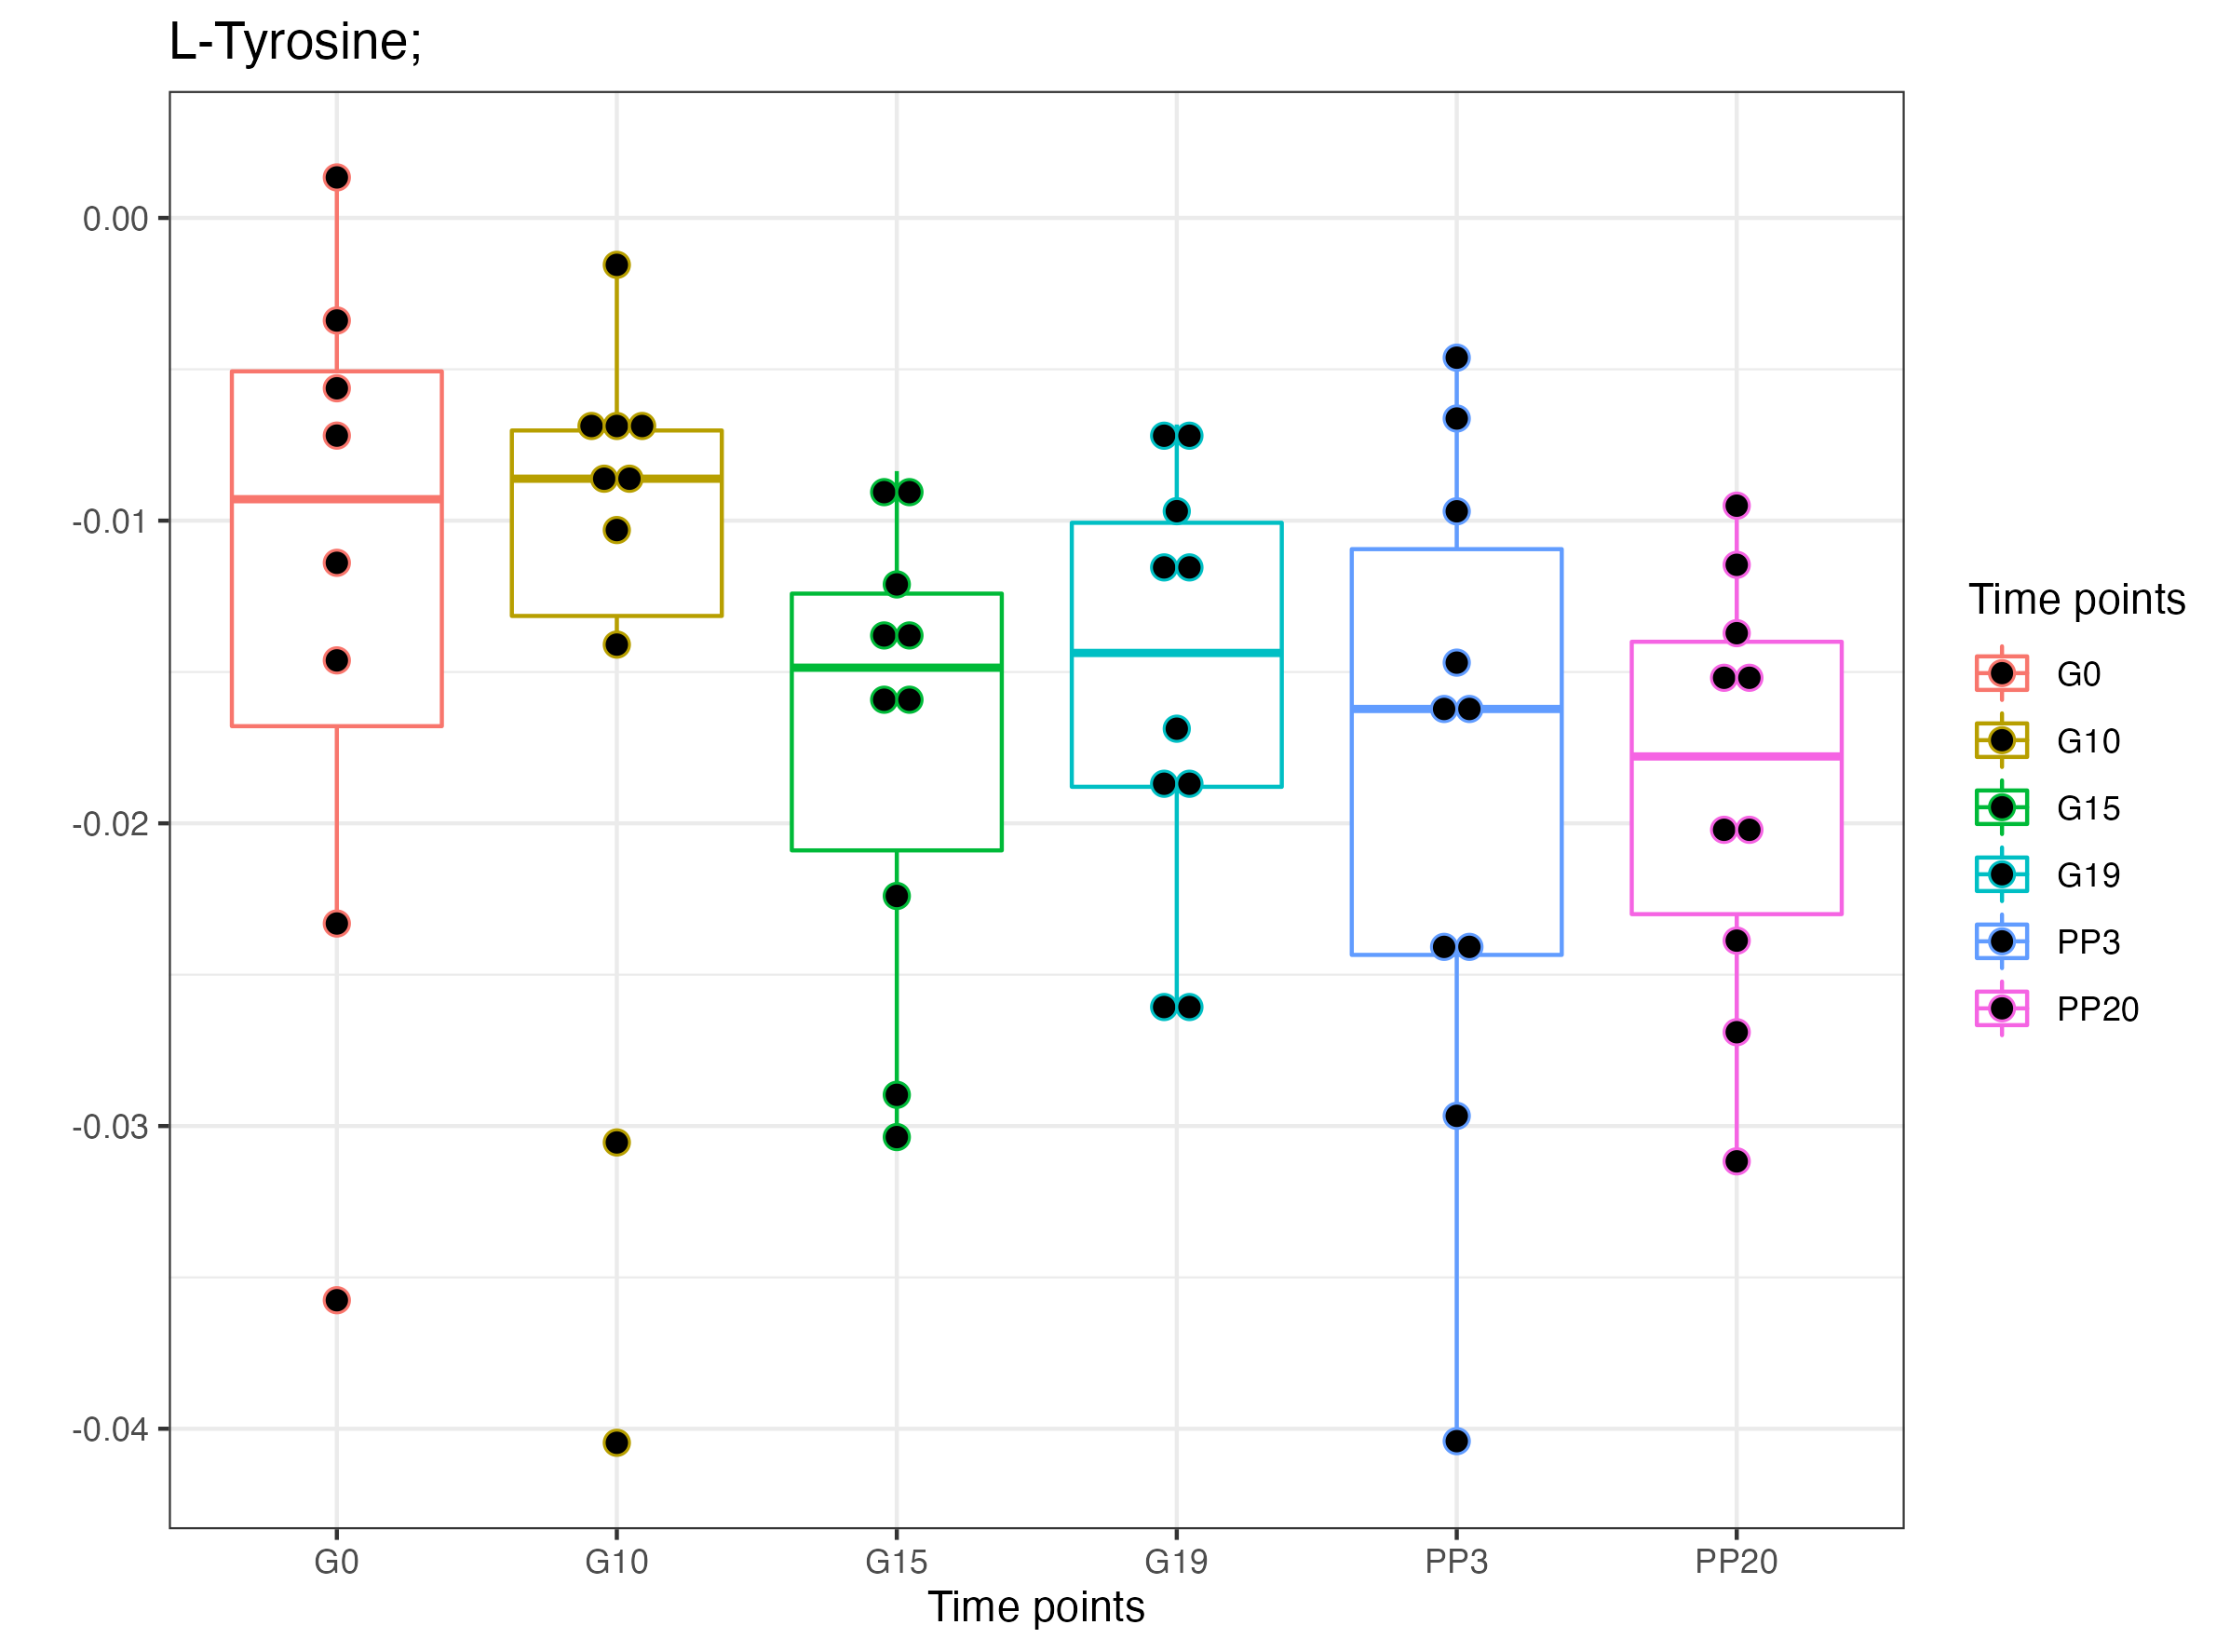 L-Tyrosine;
0.00
-0.01
-0.02
-0.03
-0.04
G0 G10 G15 G19 PP3 PP20
Time points
Time points
G0
G10
G15
G19
PP3
PP20